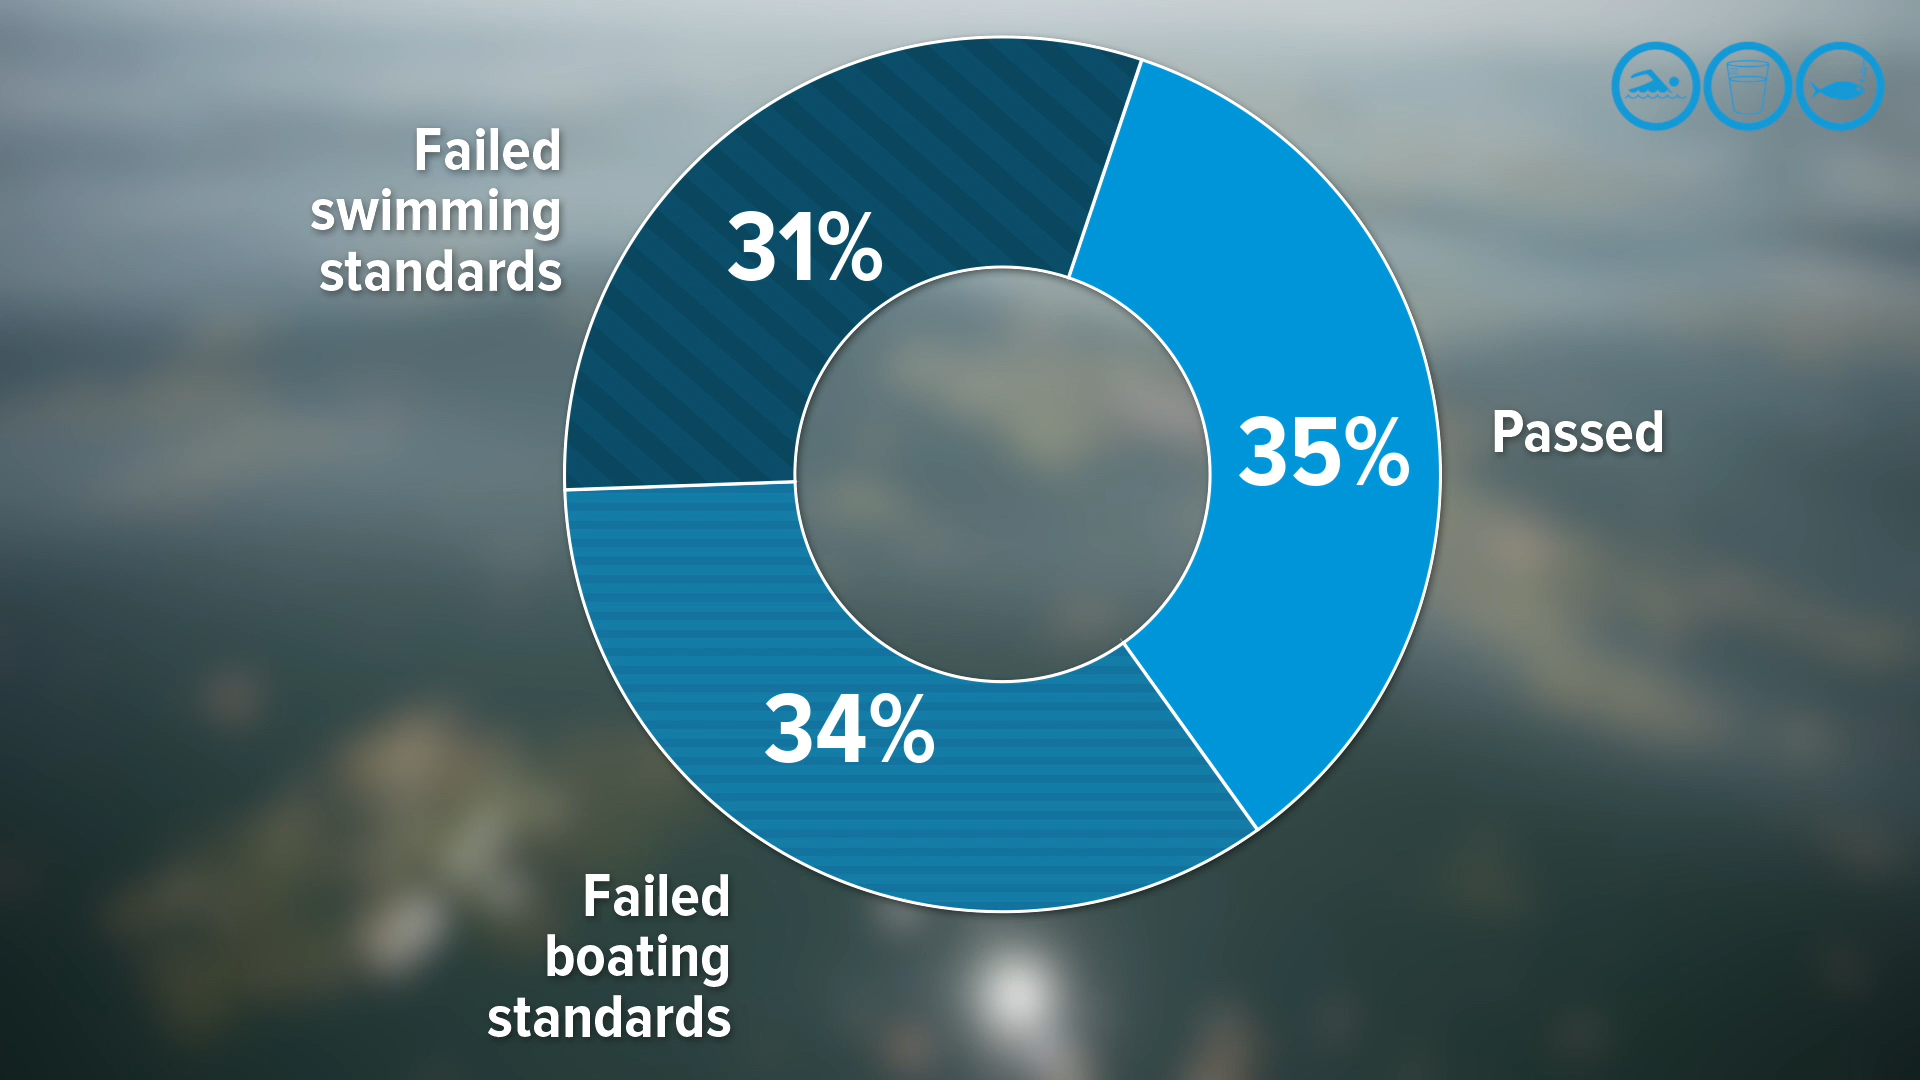 Failed
swimming
standards
31%
35%
Passed
34%
Failed
boating
standards